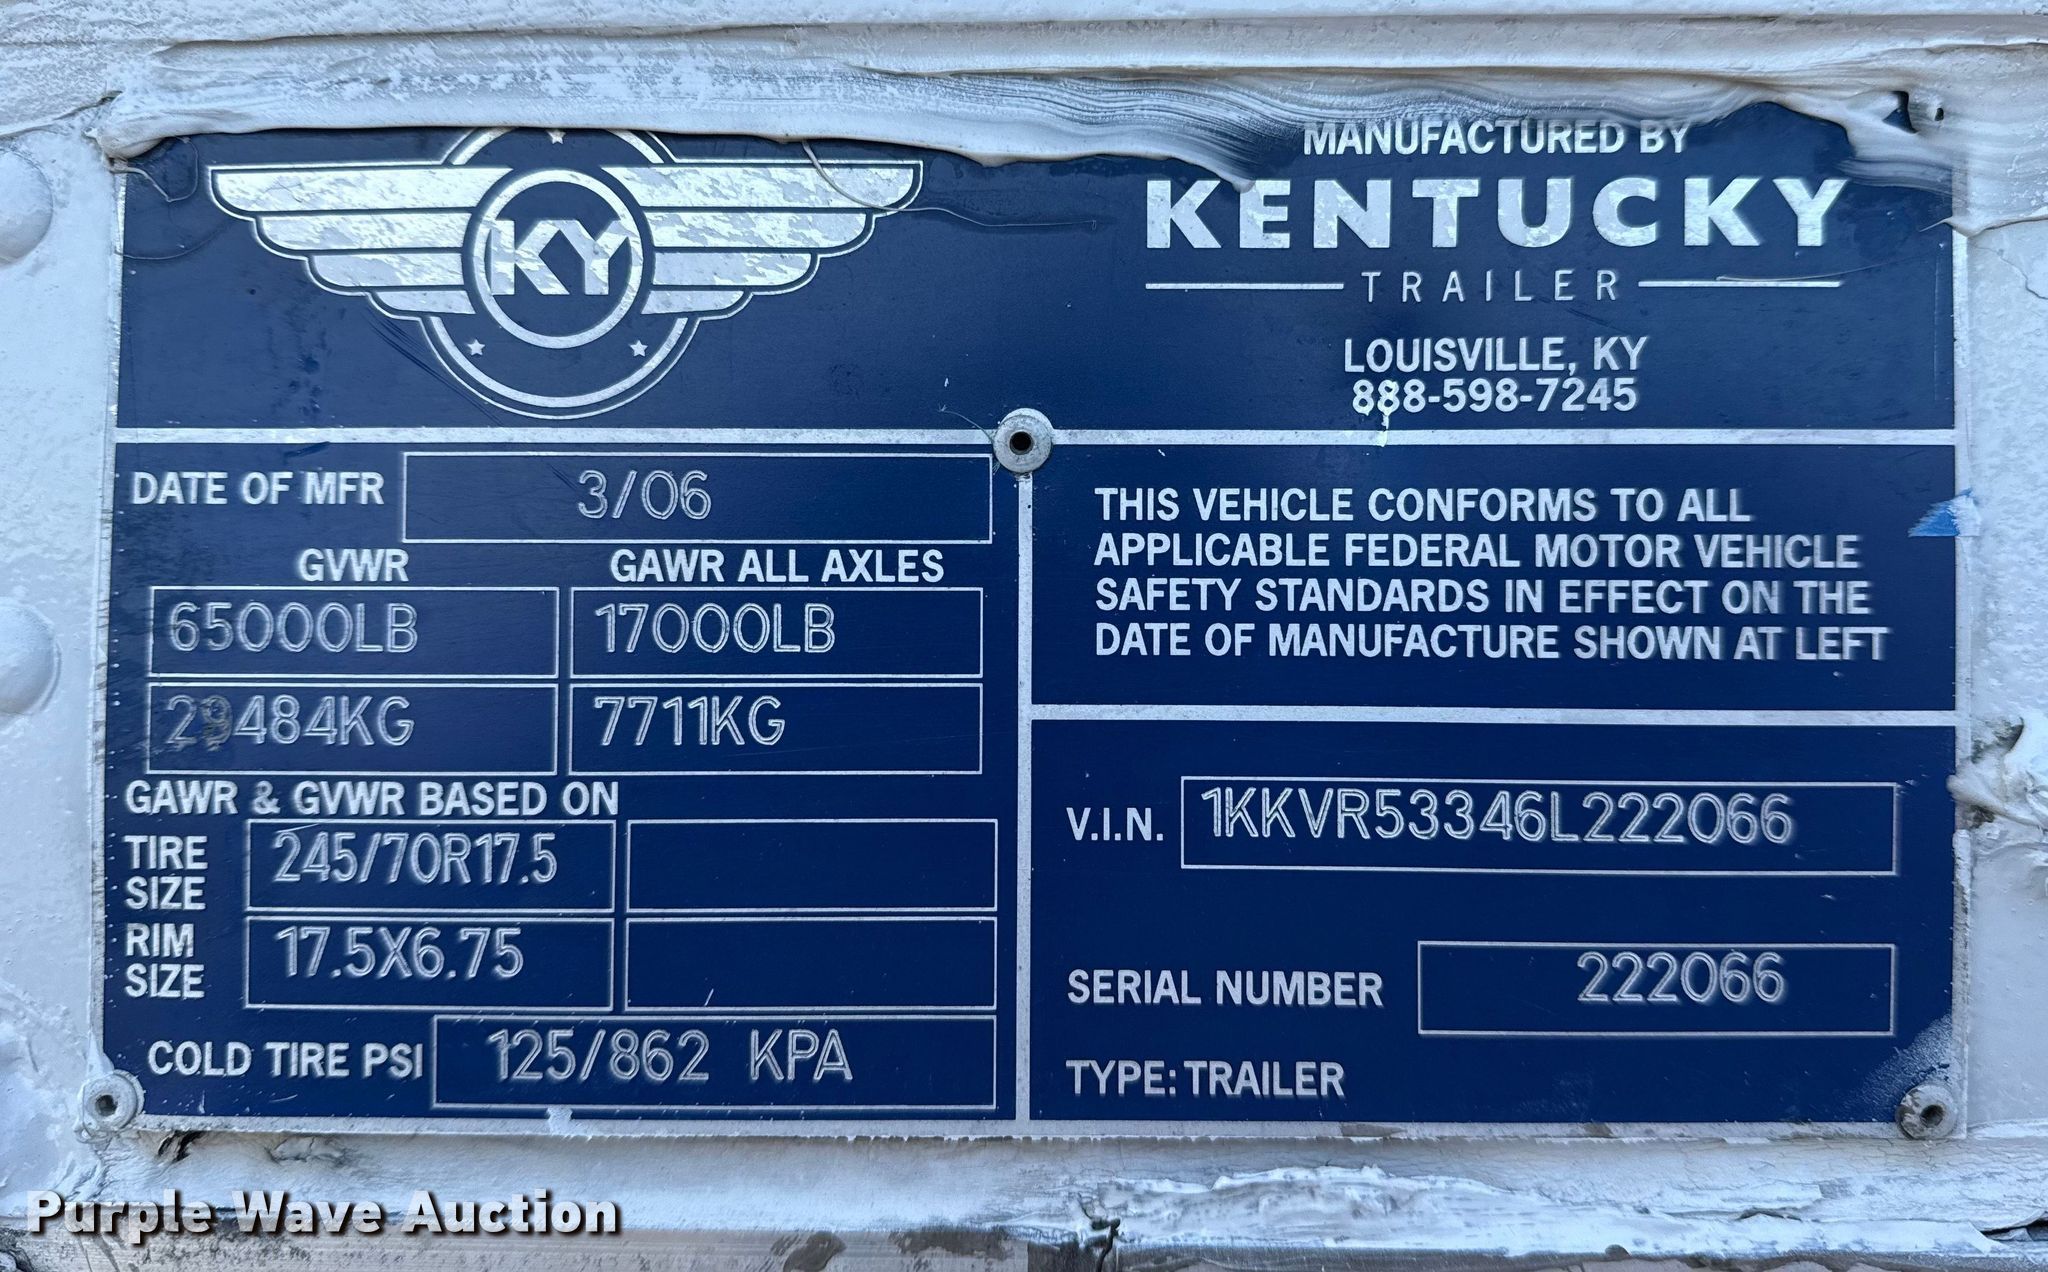 KY
MANUFACTURED BY
KENTUCKY
TRAILER
LOUISVILLE, KY
888-598-7245
DATE OF MFR 3/06
GVWR GAWR ALL AXLES
65000LB 17000LB
29484KG 7711KG
GAWR & GVWR BASED ON
TIRE
SIZE
245/70R17.5
RIM
SIZE
17.5X6.75
COLD TIRE PSI 125/862 KPA
THIS VEHICLE CONFORMS TO ALL
APPLICABLE FEDERAL MOTOR VEHICLE
SAFETY STANDARDS IN EFFECT ON THE
DATE OF MANUFACTURE SHOWN AT LEFT
V.I.N. 1KKVR53346L222066
SERIAL NUMBER 222066
TYPE: TRAILER
Purple Wave Auction